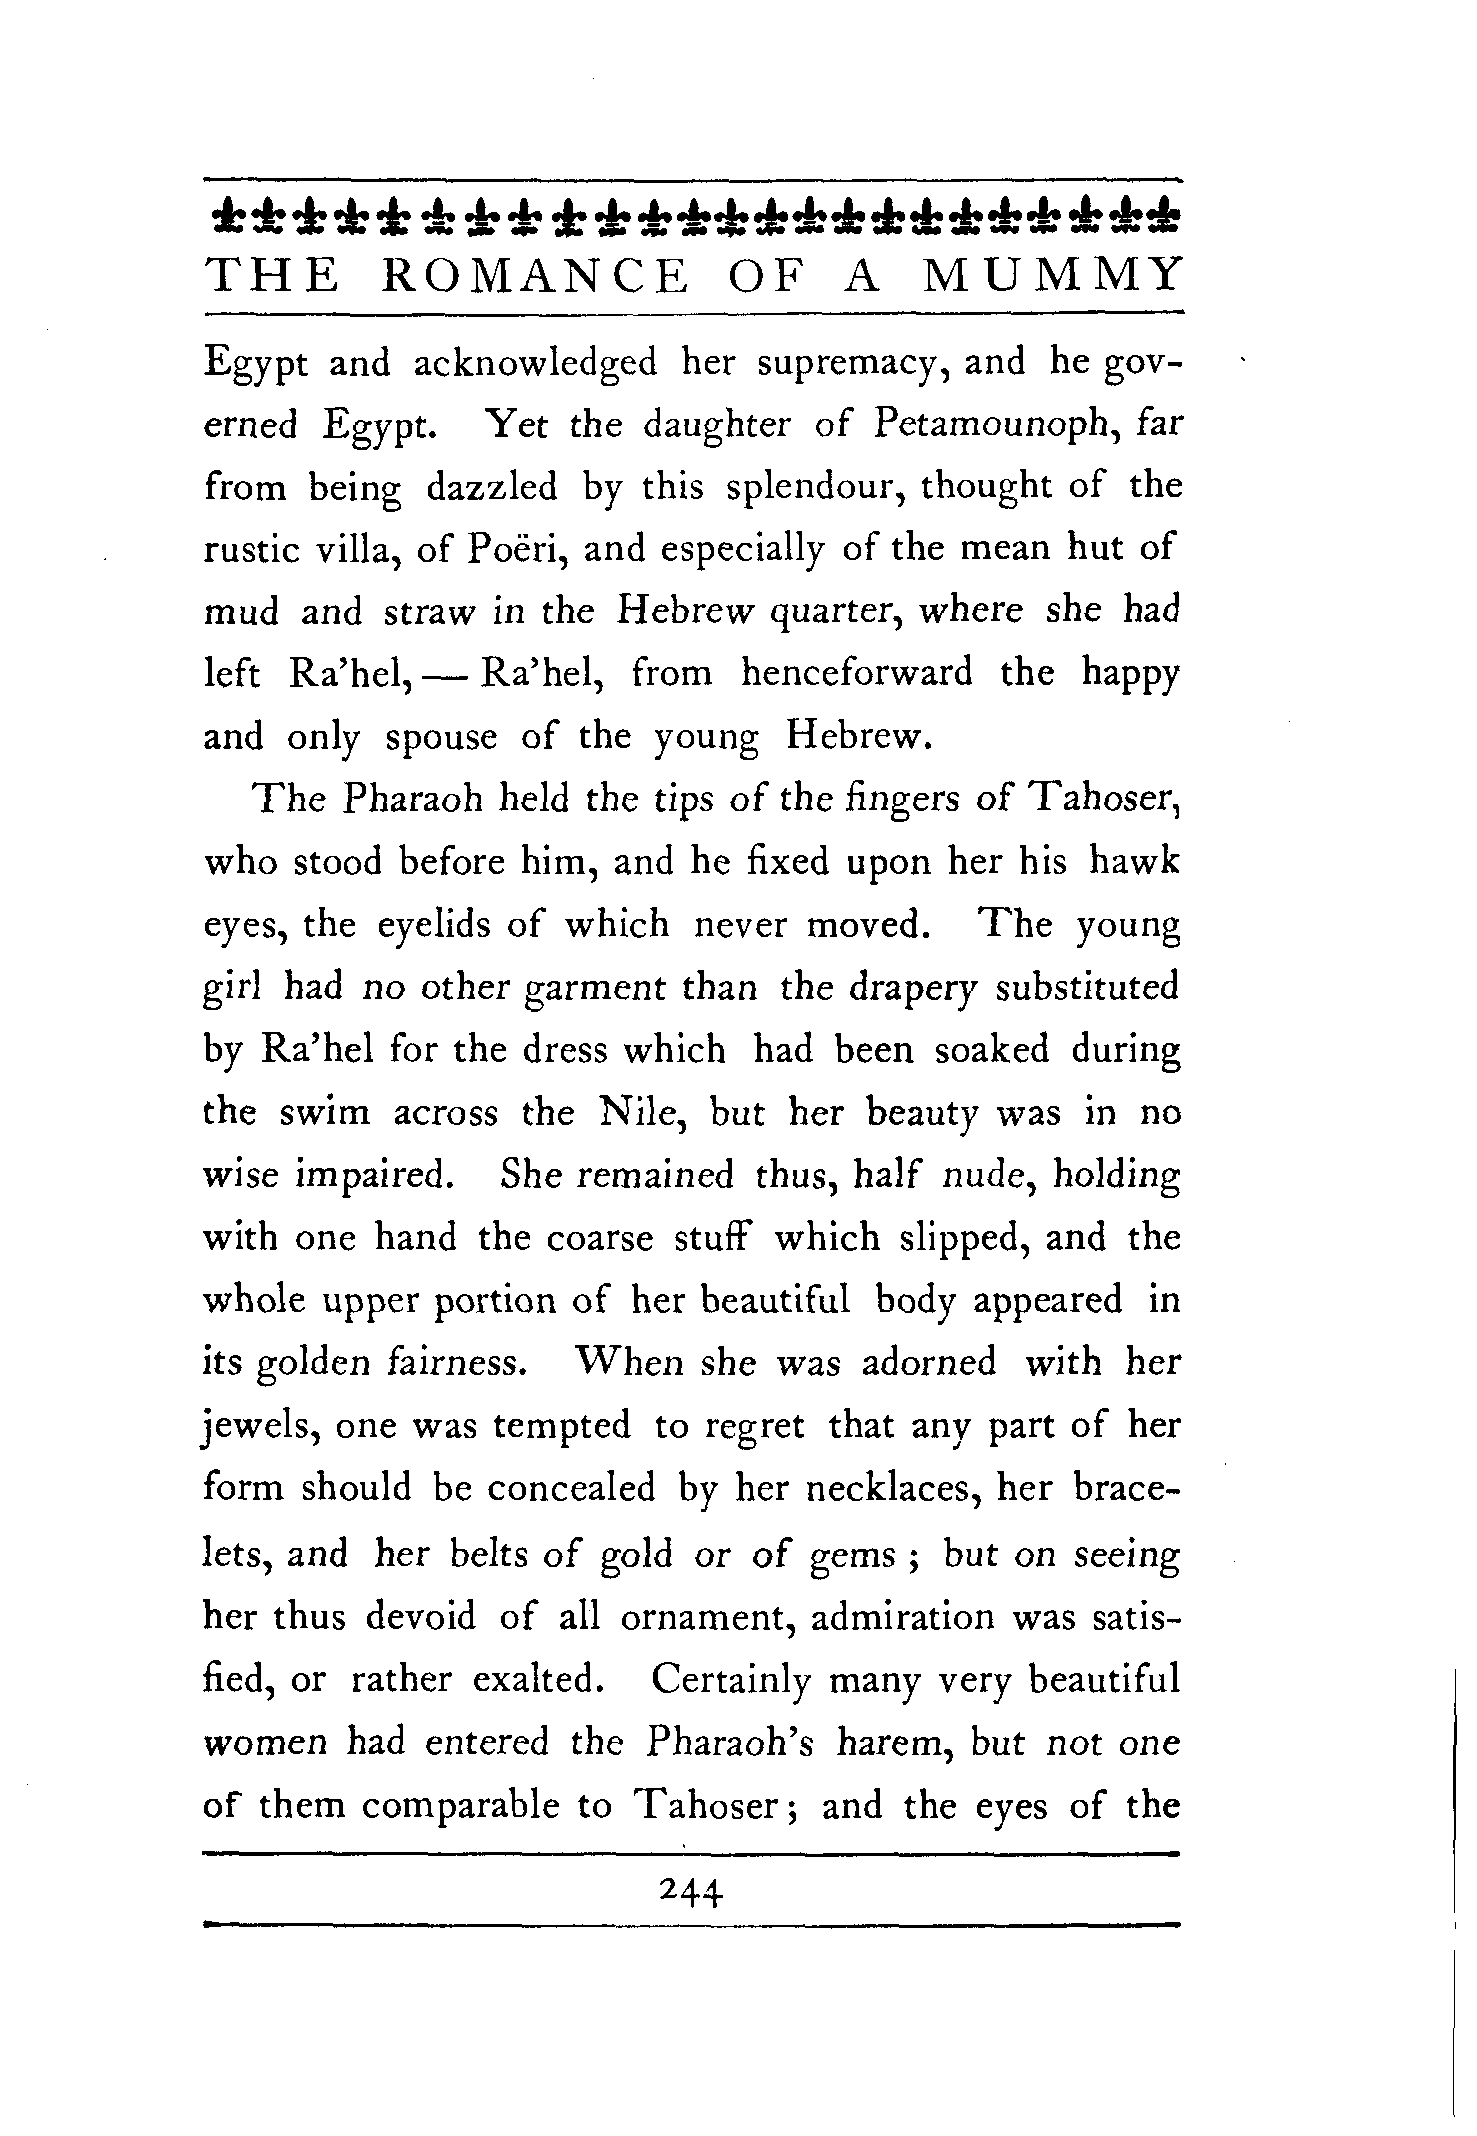 THE ROMANCE OF A MUMMY
Egypt and acknowledged her supremacy, and he gov-
erned Egypt. Yet the daughter of Petamounoph, far
from being dazzled by this splendour, thought of the
rustic villa, of Poëri, and especially of the mean hut of
mud and straw in the Hebrew quarter, where she had
left Ra'hel, — Ra'hel, from henceforward the happy
and only spouse of the young Hebrew.
The Pharaoh held the tips of the fingers of Tahoser,
who stood before him, and he fixed upon her his hawk
eyes, the eyelids of which never moved. The young
girl had no other garment than the drapery substituted
by Ra'hel for the dress which had been soaked during
the swim across the Nile, but her beauty was in no
wise impaired. She remained thus, half nude, holding
with one hand the coarse stuff which slipped, and the
whole upper portion of her beautiful body appeared in
its golden fairness. When she was adorned with her
jewels, one was tempted to regret that any part of her
form should be concealed by her necklaces, her brace-
lets, and her belts of gold or of gems ; but on seeing
her thus devoid of all ornament, admiration was satis-
fied, or rather exalted. Certainly many very beautiful
women had entered the Pharaoh's harem, but not one
of them comparable to Tahoser ; and the eyes of the
244